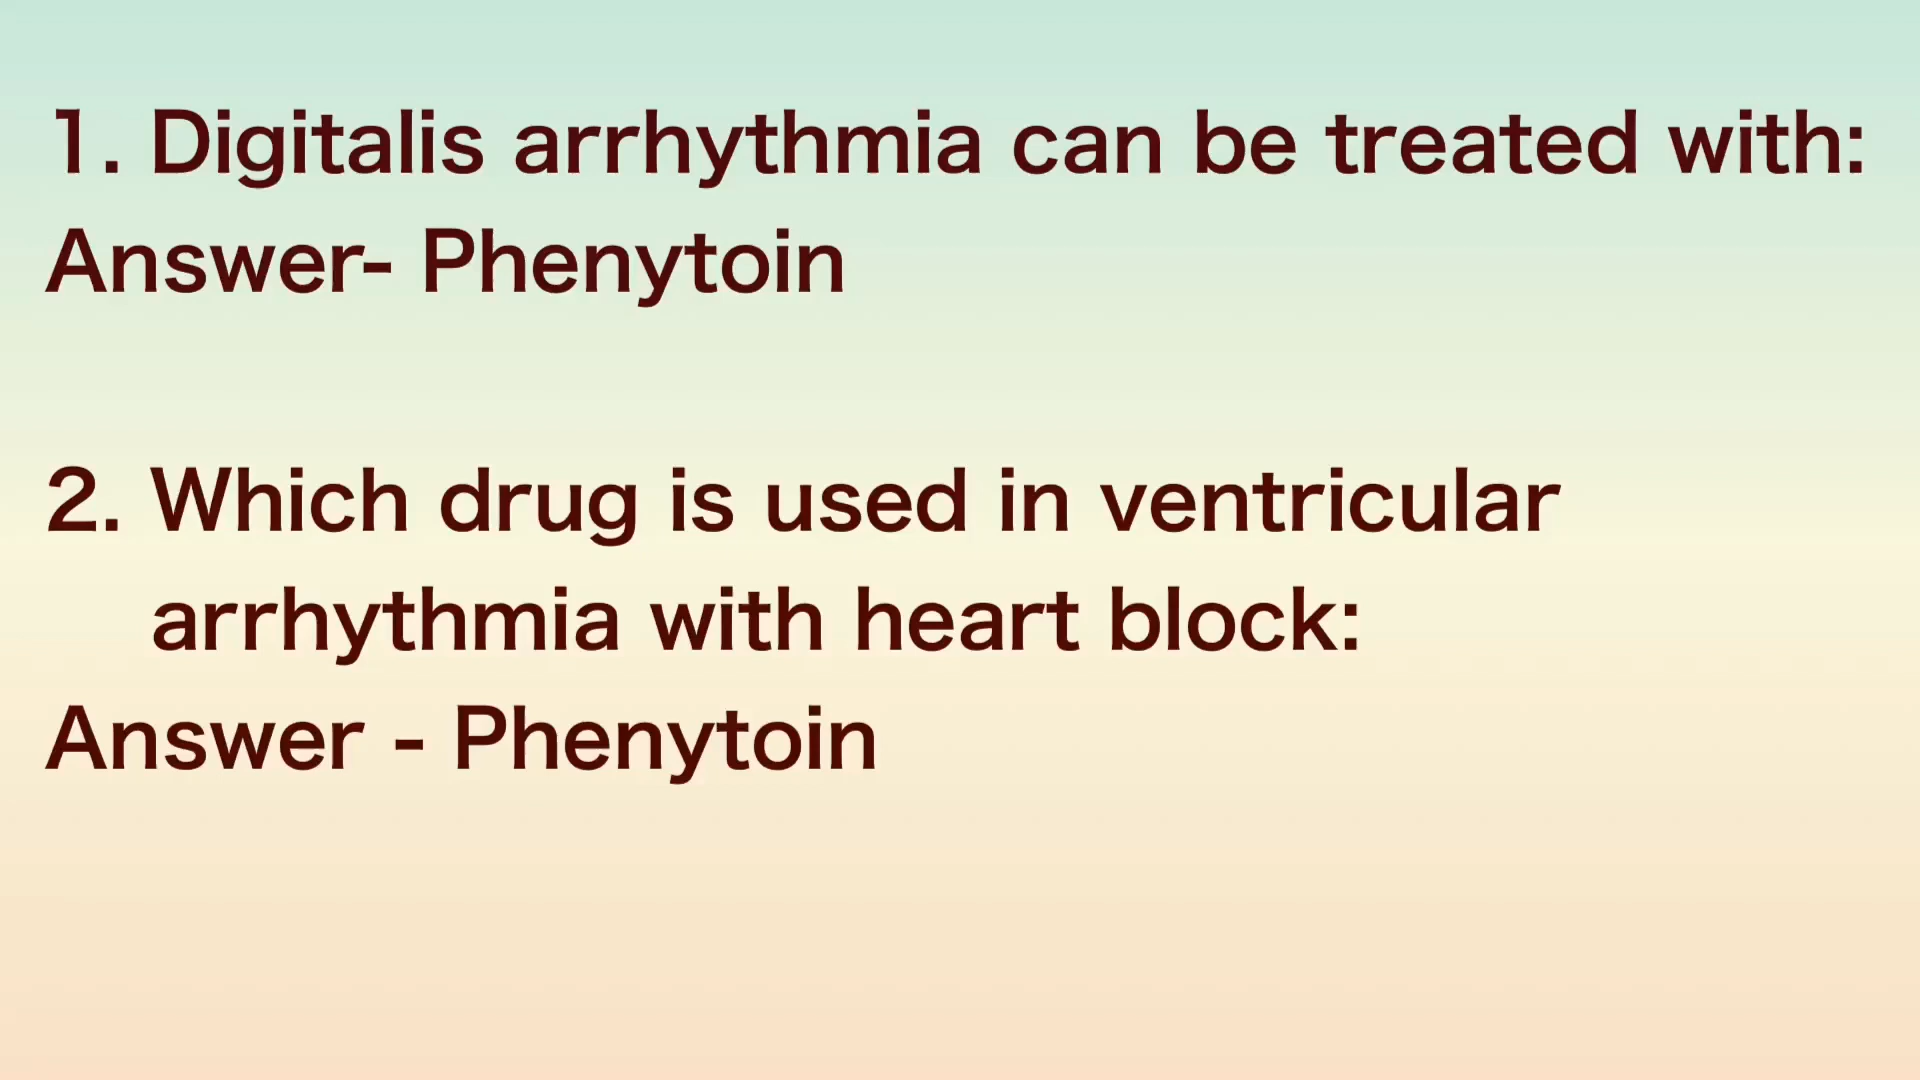 1. Digitalis arrhythmia can be treated with:
Answer- Phenytoin
2. Which drug is used in ventricular
arrhythmia with heart block:
Answer - Phenytoin